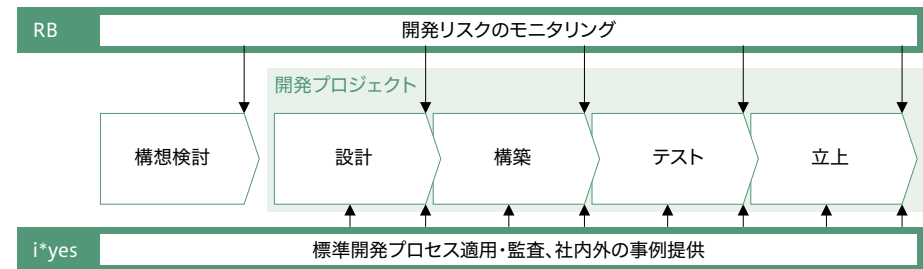 RB
開発リスクのモニタリング
開発プロジェクト
構想検討
設計
構築
テスト
立上
i*yes
標準開発プロセス適用・監査、社内外の事例提供